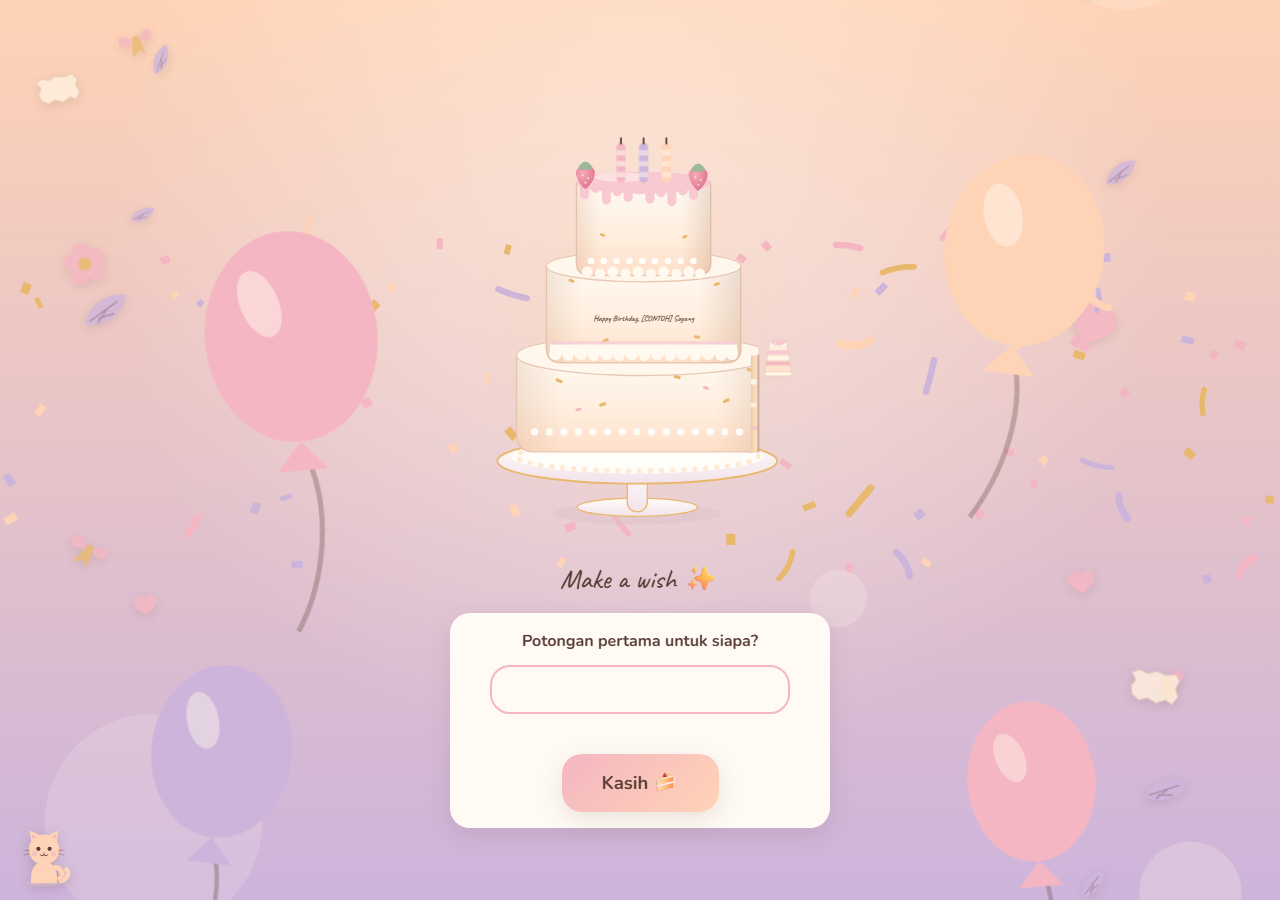 Happy Birthday, [CONTOH] Sayang
Make a wish ✨
Potongan pertama untuk siapa?
Kasih 🍰